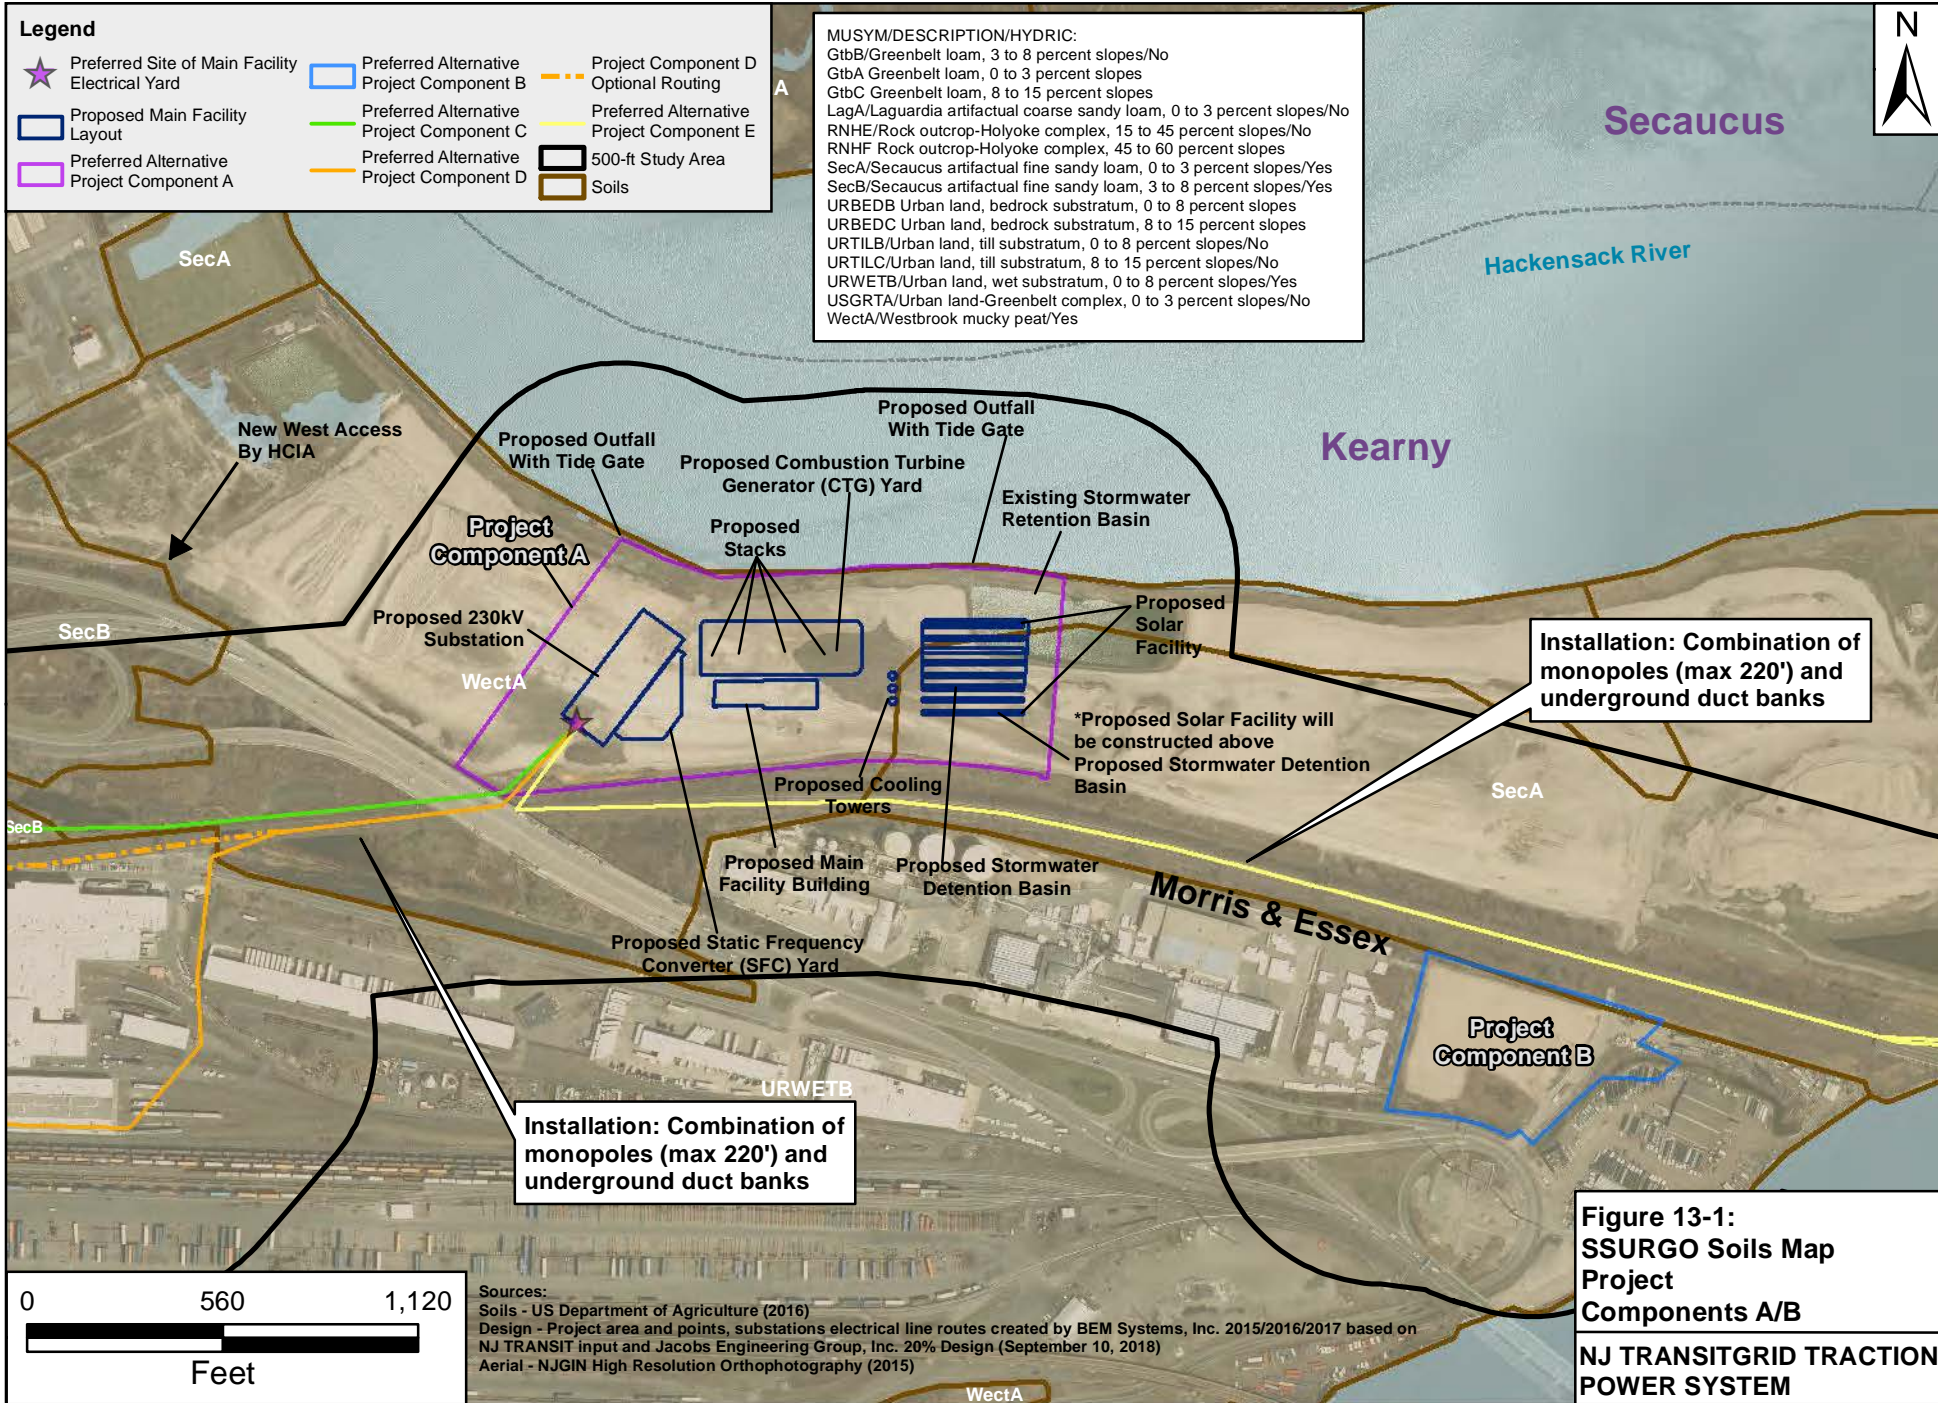 Legend
Preferred Site of Main Facility
Electrical Yard
Proposed Main Facility
Layout
Preferred Alternative
Project Component A
Preferred Alternative
Project Component B
Preferred Alternative
Project Component C
Preferred Alternative
Project Component D
Project Component D
Optional Routing
Preferred Alternative
Project Component E
500-ft Study Area
Soils
A
MUSYM/DESCRIPTION/HYDRIC:
GtbB/Greenbelt loam, 3 to 8 percent slopes/No
GtbA Greenbelt loam, 0 to 3 percent slopes
GtbC Greenbelt loam, 8 to 15 percent slopes
LagA/Laguardia artifactual coarse sandy loam, 0 to 3 percent slopes/No
RNHE/Rock outcrop-Holyoke complex, 15 to 45 percent slopes/No
RNHF Rock outcrop-Holyoke complex, 45 to 60 percent slopes
SecA/Secaucus artifactual fine sandy loam, 0 to 3 percent slopes/Yes
SecB/Secaucus artifactual fine sandy loam, 3 to 8 percent slopes/Yes
URBEDB Urban land, bedrock substratum, 0 to 8 percent slopes
URBEDC Urban land, bedrock substratum, 8 to 15 percent slopes
URTILB/Urban land, till substratum, 0 to 8 percent slopes/No
URTILC/Urban land, till substratum, 8 to 15 percent slopes/No
URWETB/Urban land, wet substratum, 0 to 8 percent slopes/Yes
USGRTA/Urban land-Greenbelt complex, 0 to 3 percent slopes/No
WectA/Westbrook mucky peat/Yes
N
Secaucus
Hackensack River
Kearny
SecA
New West Access
By HCIA
Proposed Outfall
With Tide Gate
Proposed Outfall
With Tide Gate
Proposed Combustion Turbine
Generator (CTG) Yard
Existing Stormwater
Retention Basin
Project
Component A
Proposed
Stacks
Proposed 230kV
Substation
Proposed
Solar
Facility
SecB
WectA
Installation: Combination of
monopoles (max 220') and
underground duct banks
*Proposed Solar Facility will
be constructed above
Proposed Stormwater Detention
Basin
Proposed Cooling
Towers
SecA
SecB
Proposed Main
Facility Building
Proposed Stormwater
Detention Basin
Morris & Essex
Proposed Static Frequency
Converter (SFC) Yard
Project
Component B
URWETB
Installation: Combination of
monopoles (max 220') and
underground duct banks
Figure 13-1:
SSURGO Soils Map
Project
Components A/B
NJ TRANSITGRID TRACTION
POWER SYSTEM
0 560 1,120
Feet
Sources:
Soils - US Department of Agriculture (2016)
Design - Project area and points, substations electrical line routes created by BEM Systems, Inc. 2015/2016/2017 based on
NJ TRANSIT input and Jacobs Engineering Group, Inc. 20% Design (September 10, 2018)
Aerial - NJGIN High Resolution Orthophotography (2015)
WectA